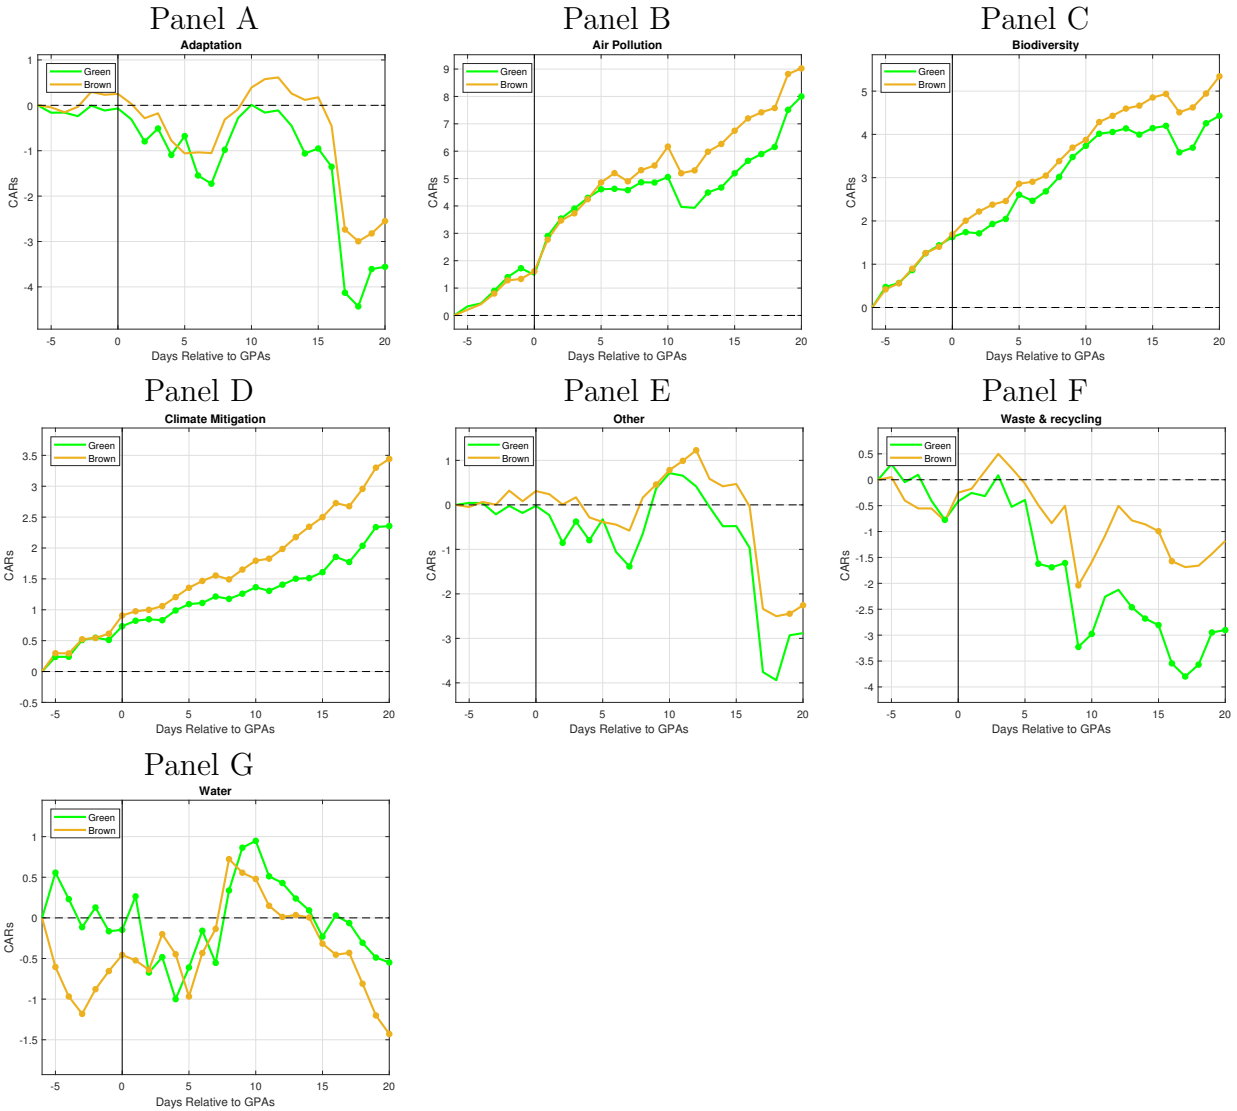 Panel A
Adaptation
Green
Brown
1
0
-1
-2
-3
-4
CARs
-5
0
5
10
15
20
Days Relative to GPAs
Panel B
Air Pollution
Green
Brown
9
8
7
6
5
4
3
2
1
0
CARs
-5
0
5
10
15
20
Days Relative to GPAs
Panel C
Biodiversity
Green
Brown
5
4
3
2
1
0
CARs
-5
0
5
10
15
20
Days Relative to GPAs
Panel D
Climate Mitigation
Green
Brown
3.5
3
2.5
2
1.5
1
0.5
0
-0.5
CARs
-5
0
5
10
15
20
Days Relative to GPAs
Panel E
Other
Green
Brown
1
0
-1
-2
-3
-4
CARs
-5
0
5
10
15
20
Days Relative to GPAs
Panel F
Waste & recycling
Green
Brown
0.5
0
-0.5
-1
-1.5
-2
-2.5
-3
-3.5
-4
CARs
-5
0
5
10
15
20
Days Relative to GPAs
Panel G
Water
Green
Brown
1
0.5
0
-0.5
-1
-1.5
CARs
-5
0
5
10
15
20
Days Relative to GPAs